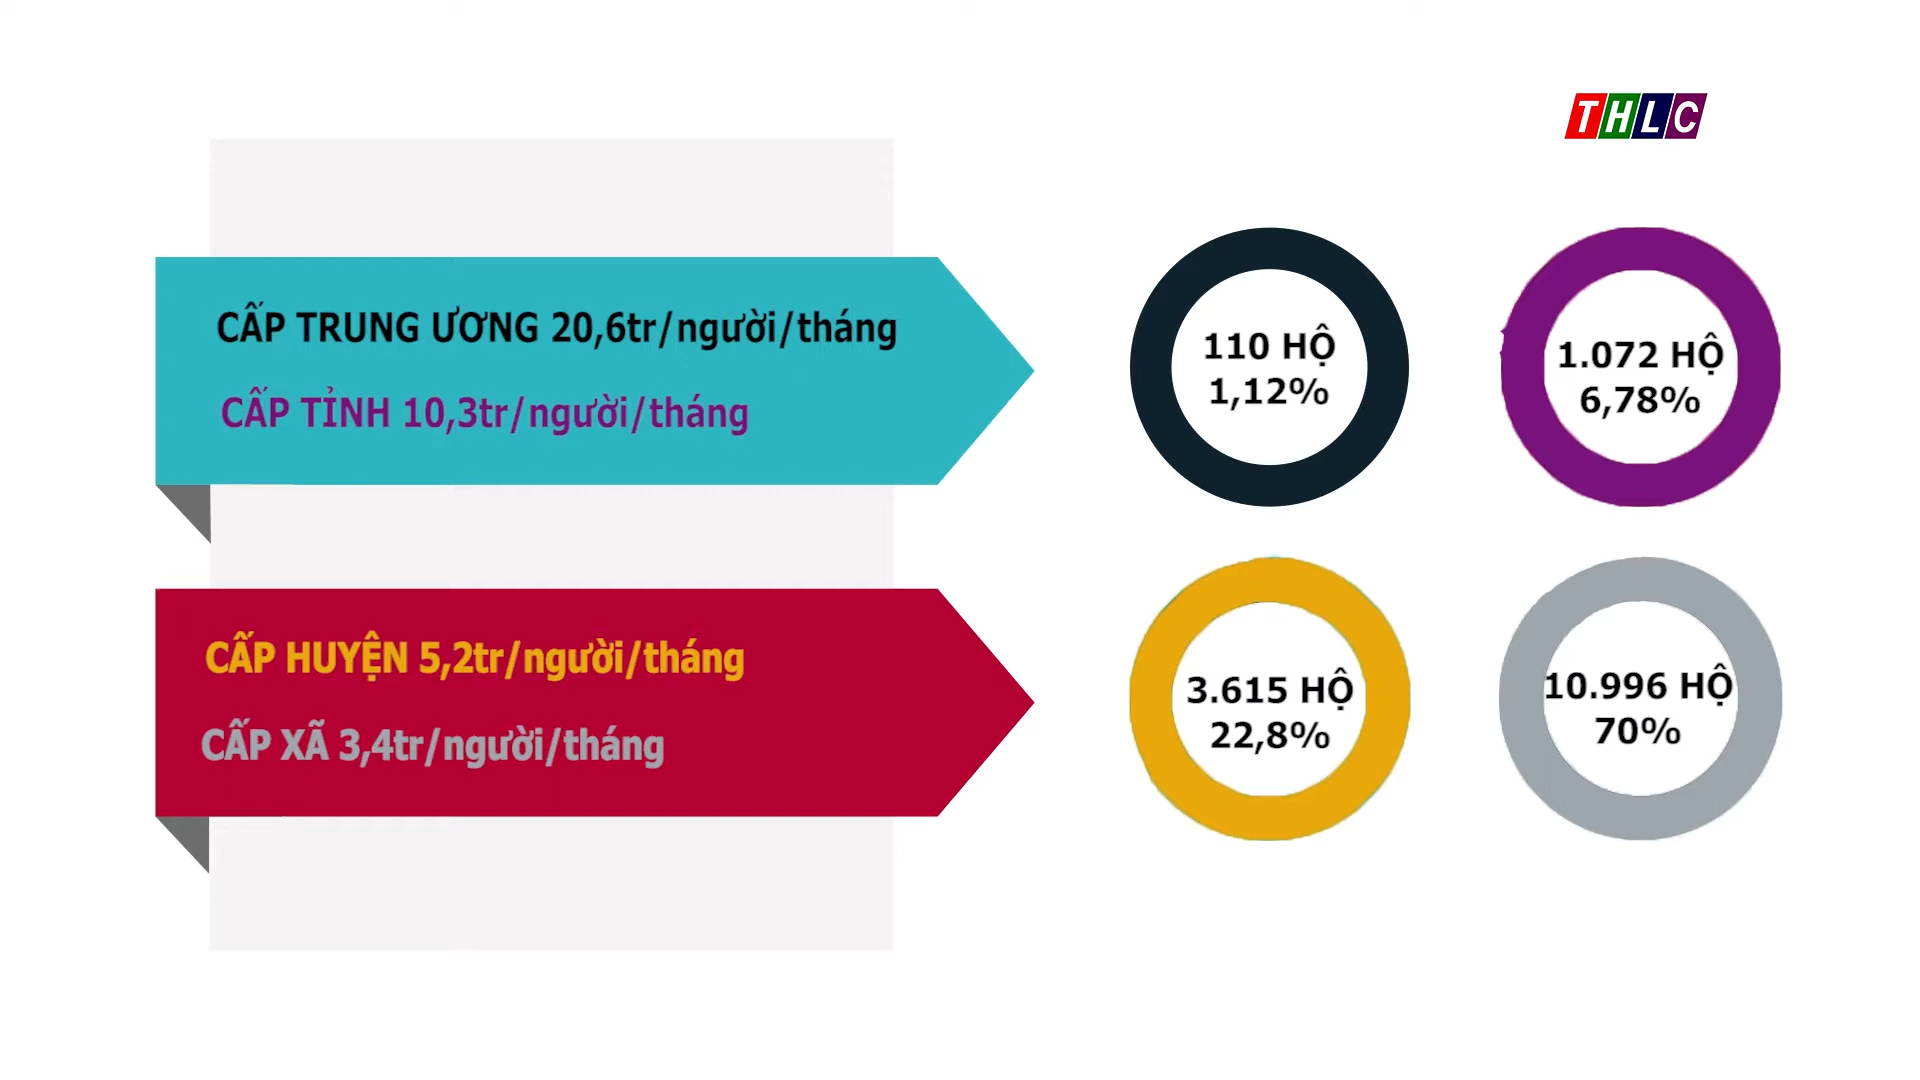 THLC
CẤP TRUNG ƯƠNG 20,6tr/người/tháng
CẤP TỈNH 10,3tr/người/tháng
110 HỘ
1,12%
1.072 HỘ
6,78%
CẤP HUYỆN 5,2tr/người/tháng
CẤP XÃ 3,4tr/người/tháng
3.615 HỘ
22,8%
10.996 HỘ
70%